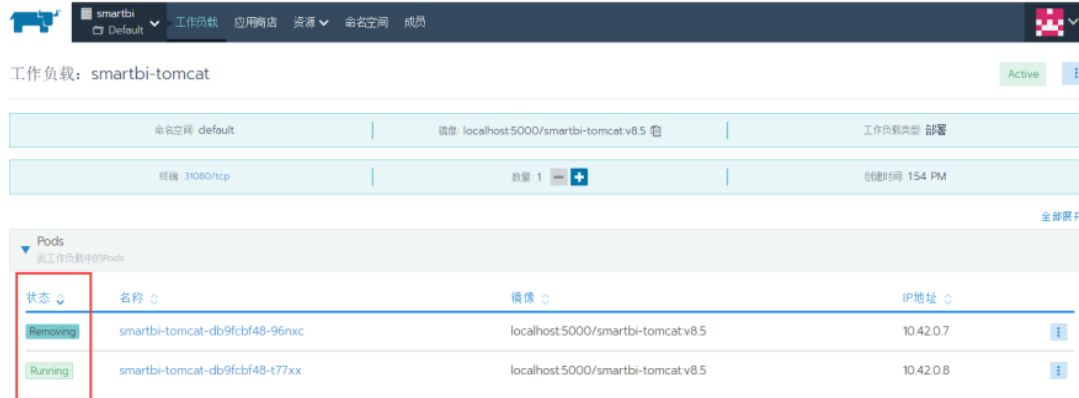 smartbi
Default
工作负载 应用商店 资源 命名空间 成员
工作负载：smartbi-tomcat
Active
命名空间: default
镜像: localhost:5000/smartbi-tomcat:v8.5
工作负载类型: 部署
终端: 31080/tcp
数量: 1
创建时间: 1:54 PM
全部展开
Pods
此工作负载中的Pods
状态 名称 镜像 IP地址
Removing smartbi-tomcat-db9fcbf48-96nxc localhost:5000/smartbi-tomcat:v8.5 10.42.0.7
Running smartbi-tomcat-db9fcbf48-t77xx localhost:5000/smartbi-tomcat:v8.5 10.42.0.8